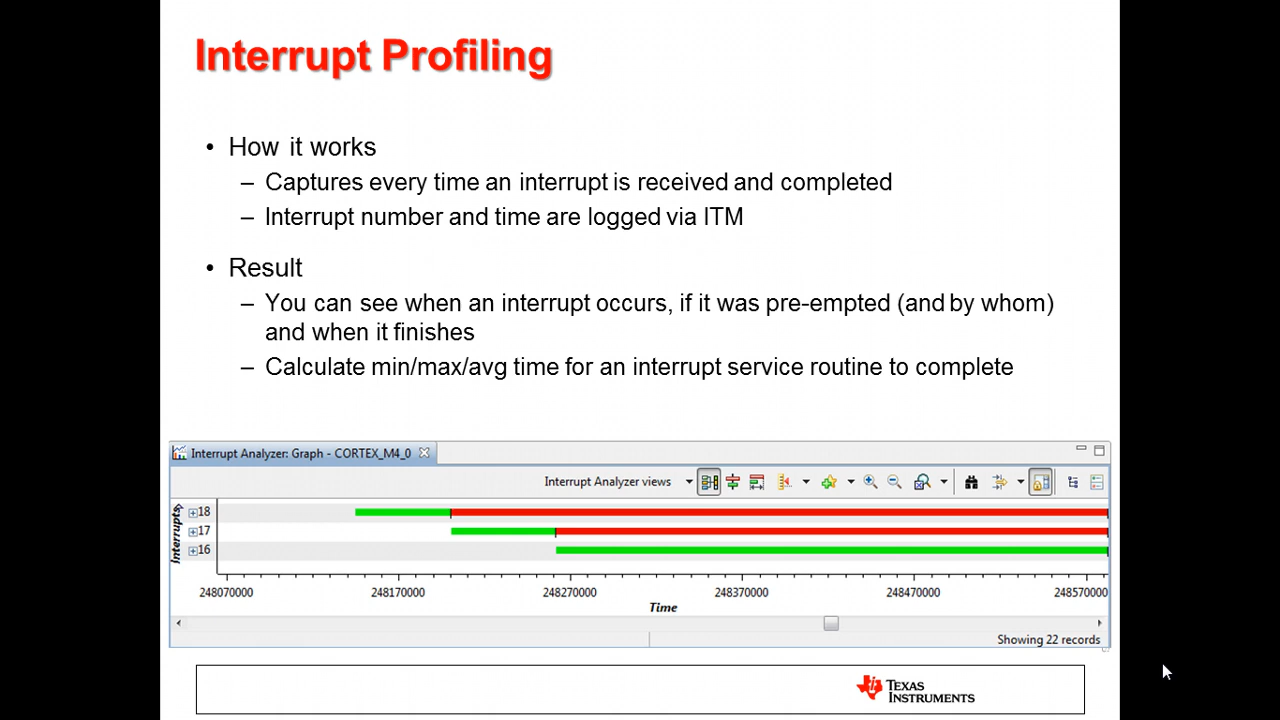 Interrupt Profiling
• How it works
– Captures every time an interrupt is received and completed
– Interrupt number and time are logged via ITM
• Result
– You can see when an interrupt occurs, if it was pre-empted (and by whom)
and when it finishes
– Calculate min/max/avg time for an interrupt service routine to complete
Interrupt Analyzer: Graph - CORTEX_M4_0
Interrupt Analyzer views
Interrupts
18
17
16
248070000 248170000 248270000 248370000 248470000 248570000
Time
Showing 22 records
TEXAS
INSTRUMENTS